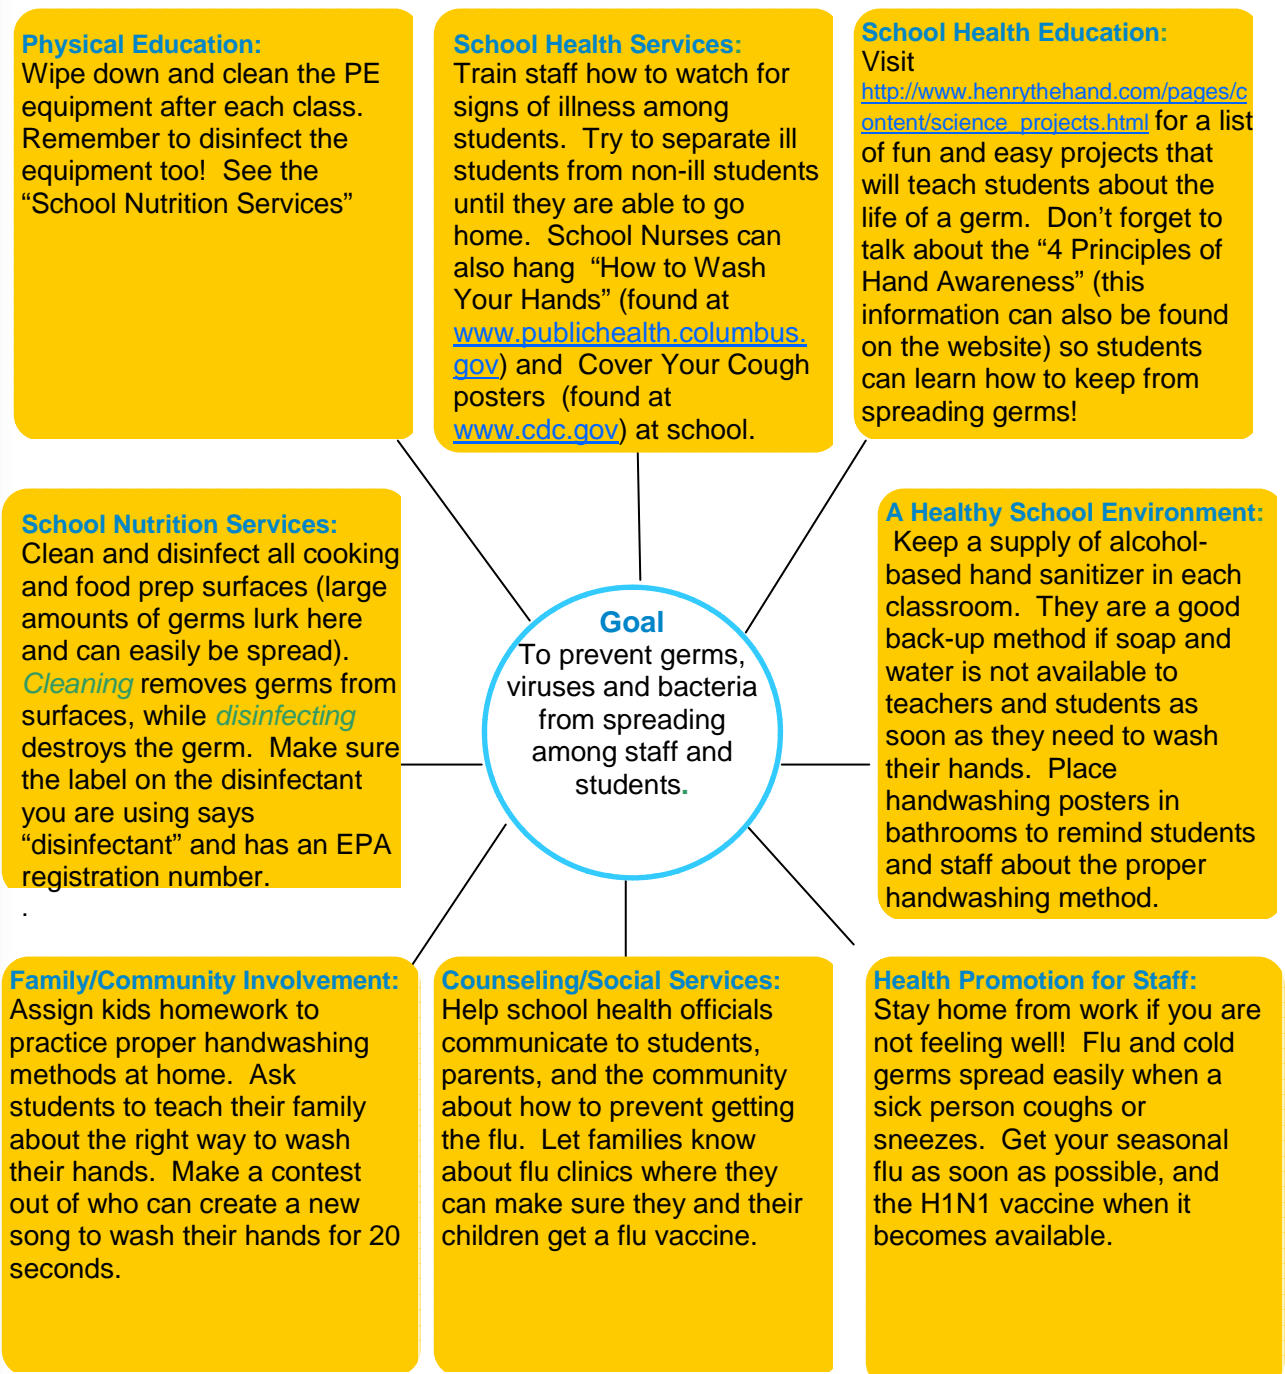 Physical Education:
Wipe down and clean the PE
equipment after each class.
Remember to disinfect the
equipment too!  See the
“School Nutrition Services”
School Health Services:
Train staff how to watch for
signs of illness among
students.  Try to separate ill
students from non-ill students
until they are able to go
home.  School Nurses can
also hang  “How to Wash
Your Hands” (found at
www.publichealth.columbus.
gov) and  Cover Your Cough
posters  (found at
www.cdc.gov) at school.
School Health Education:
Visit
http://www.henrythehand.com/pages/c
ontent/science_projects.html for a list
of fun and easy projects that
will teach students about the
life of a germ.  Don’t forget to
talk about the “4 Principles of
Hand Awareness” (this
information can also be found
on the website) so students
can learn how to keep from
spreading germs!
School Nutrition Services:
Clean and disinfect all cooking
and food prep surfaces (large
amounts of germs lurk here
and can easily be spread).
Cleaning removes germs from
surfaces, while disinfecting
destroys the germ.  Make sure
the label on the disinfectant
you are using says
“disinfectant” and has an EPA
registration number.
.
Goal
To prevent germs,
viruses and bacteria
from spreading
among staff and
students.
A Healthy School Environment:
Keep a supply of alcohol-
based hand sanitizer in each
classroom.  They are a good
back-up method if soap and
water is not available to
teachers and students as
soon as they need to wash
their hands.  Place
handwashing posters in
bathrooms to remind students
and staff about the proper
handwashing method.
Family/Community Involvement:
Assign kids homework to
practice proper handwashing
methods at home.  Ask
students to teach their family
about the right way to wash
their hands.  Make a contest
out of who can create a new
song to wash their hands for 20
seconds.
Counseling/Social Services:
Help school health officials
communicate to students,
parents, and the community
about how to prevent getting
the flu.  Let families know
about flu clinics where they
can make sure they and their
children get a flu vaccine.
Health Promotion for Staff:
Stay home from work if you are
not feeling well!  Flu and cold
germs spread easily when a
sick person coughs or
sneezes.  Get your seasonal
flu as soon as possible, and
the H1N1 vaccine when it
becomes available.